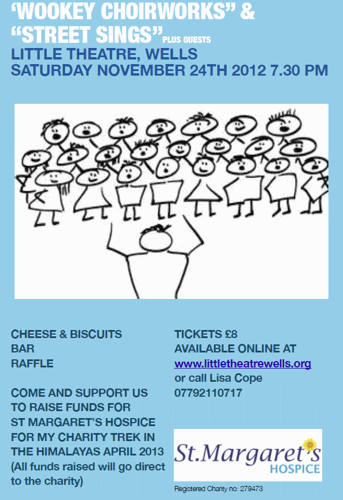 ‘WOOKEY CHOIRWORKS” &
“STREET SINGS” PLUS GUESTS
LITTLE THEATRE, WELLS
SATURDAY NOVEMBER 24TH 2012 7.30 PM
CHEESE & BISCUITS
BAR
RAFFLE
COME AND SUPPORT US
TO RAISE FUNDS FOR
ST MARGARET'S HOSPICE
FOR MY CHARITY TREK IN
THE HIMALAYAS APRIL 2013
(All funds raised will go direct
to the charity)
TICKETS £8
AVAILABLE ONLINE AT
www.littletheatrewells.org
or call Lisa Cope
07792110717
St.Margaret's
HOSPICE
Registered Charity no: 279473